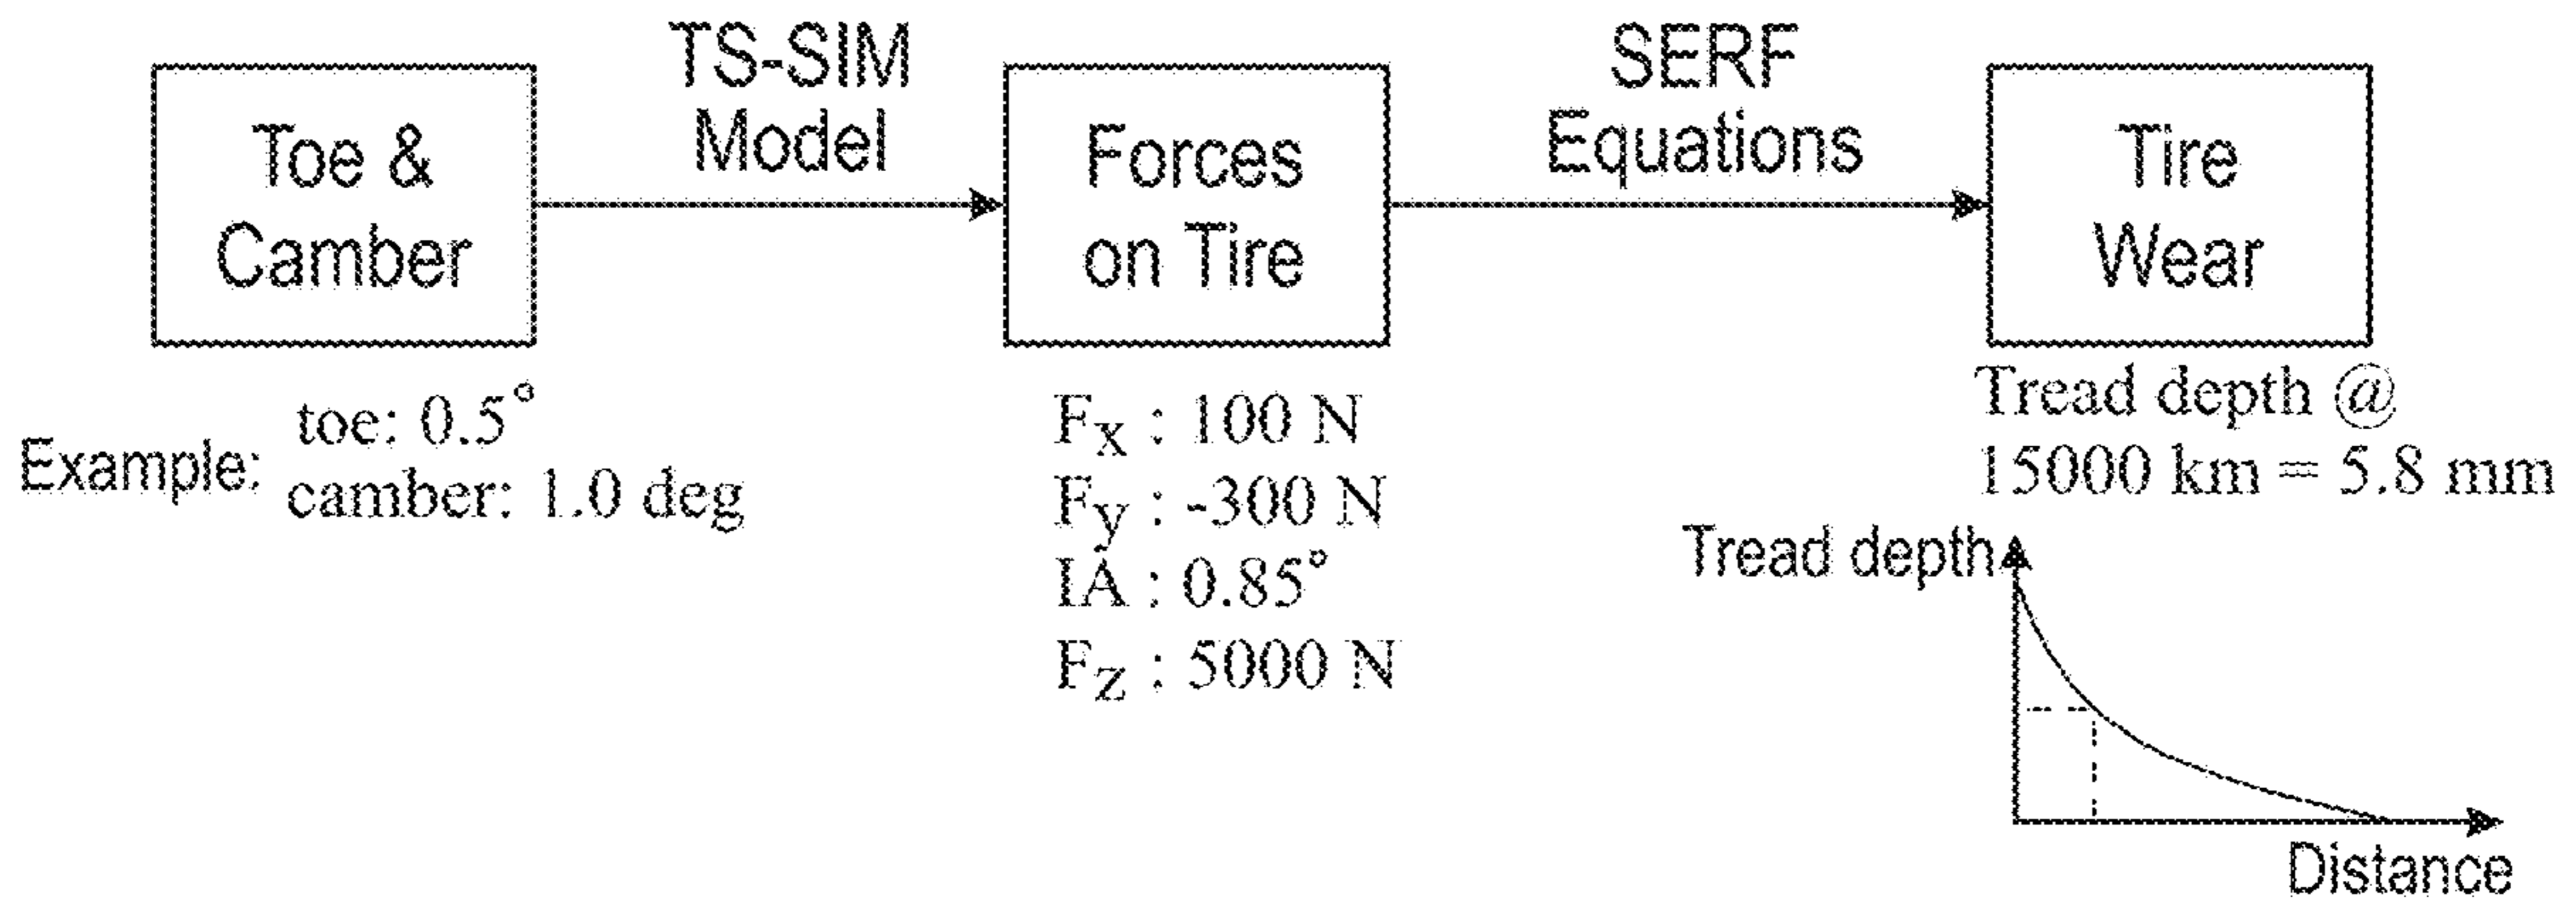 TS-SIM
Model
SERF
Equations
Toe &
Camber
Forces
on Tire
Tire
Wear
Example:
toe: 0.5°
camber: 1.0 deg
Fx : 100 N
Fy : -300 N
IA : 0.85°
Fz : 5000 N
Tread depth @
15000 km = 5.8 mm
Tread depth
Distance